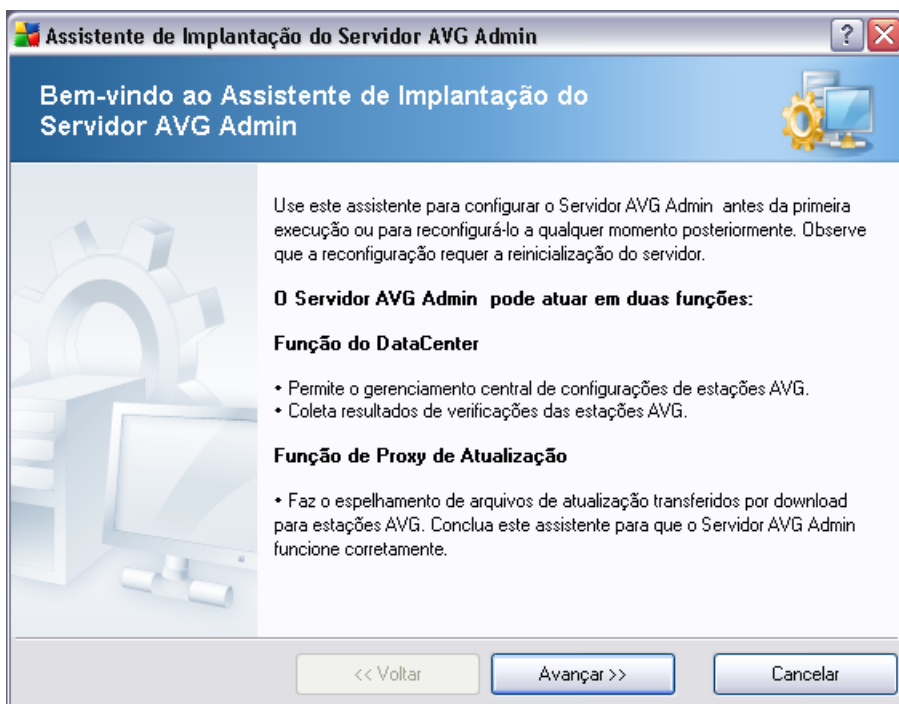 Assistente de Implantação do Servidor AVG Admin
?
Bem-vindo ao Assistente de Implantação do
Servidor AVG Admin
Use este assistente para configurar o Servidor AVG Admin antes da primeira
execução ou para reconfigurá-lo a qualquer momento posteriormente. Observe
que a reconfiguração requer a reinicialização do servidor.
O Servidor AVG Admin pode atuar em duas funções:
Função do DataCenter
• Permite o gerenciamento central de configurações de estações AVG.
• Coleta resultados de verificações das estações AVG.
Função de Proxy de Atualização
• Faz o espelhamento de arquivos de atualização transferidos por download
para estações AVG. Conclua este assistente para que o Servidor AVG Admin
funcione corretamente.
<< Voltar
Avançar >>
Cancelar